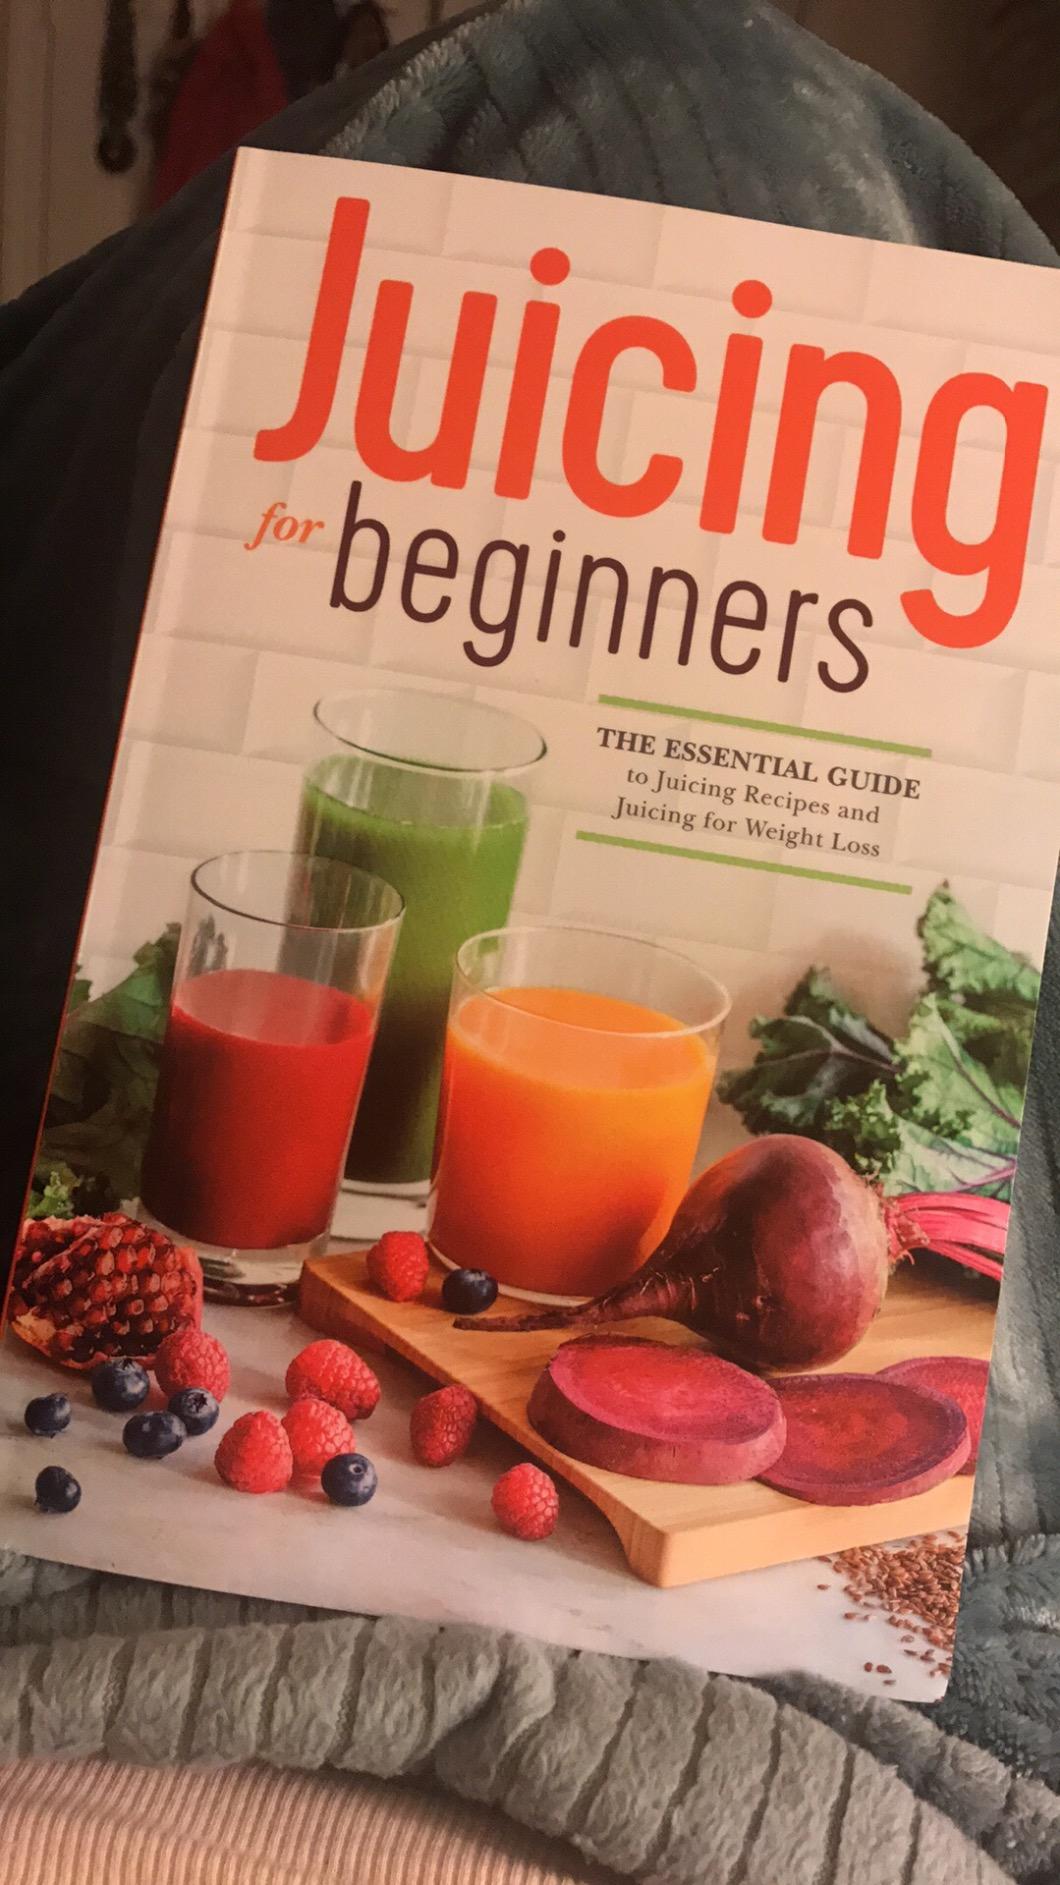 Juicing
for beginners
THE ESSENTIAL GUIDE
to Juicing Recipes and
Juicing for Weight Loss